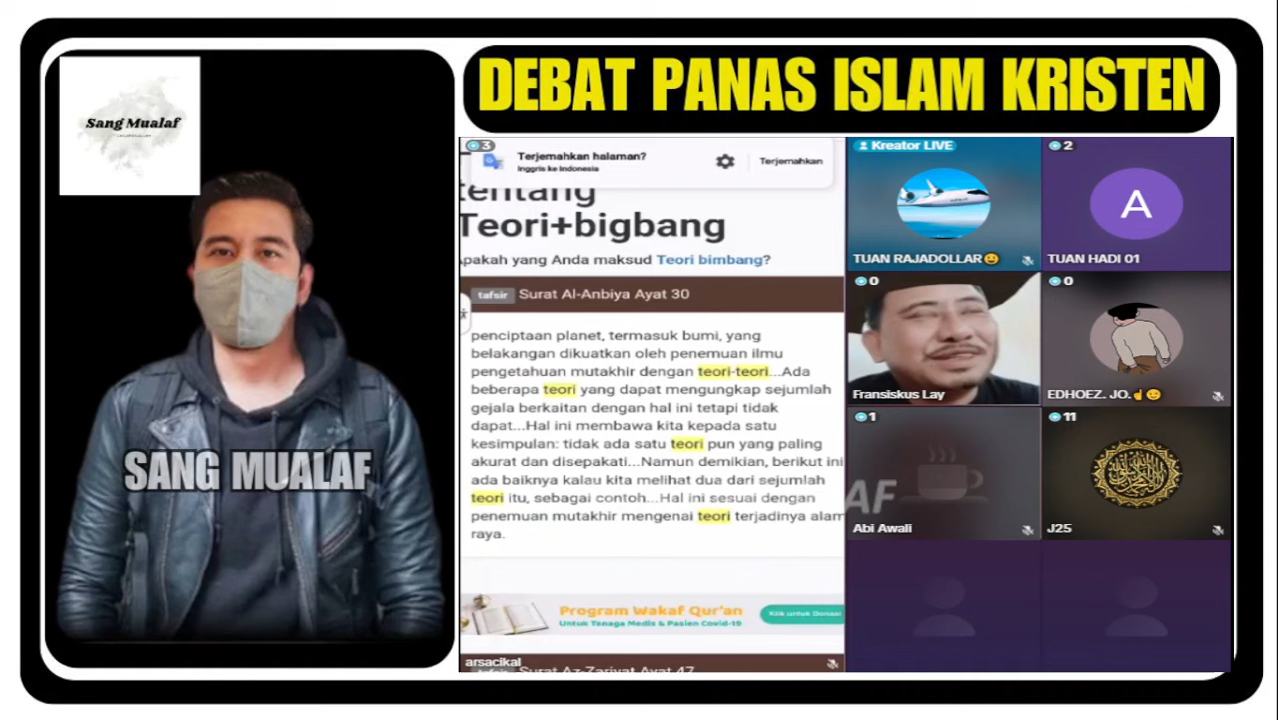 Sang Mualaf
SANG MUALAF
DEBAT PANAS ISLAM KRISTEN
3
Terjemahkan halaman?
Inggris ke Indonesia
Terjemahkan
tentang
Teori+bigbang
Apakah yang Anda maksud Teori bimbang?
tafsir Surat Al-Anbiya Ayat 30
penciptaan planet, termasuk bumi, yang
belakangan dikuatkan oleh penemuan ilmu
pengetahuan mutakhir dengan teori-teori...Ada
beberapa teori yang dapat mengungkap sejumlah
gejala berkaitan dengan hal ini tetapi tidak
dapat...Hal ini membawa kita kepada satu
kesimpulan: tidak ada satu teori pun yang paling
akurat dan disepakati...Namun demikian, berikut ini
ada baiknya kalau kita melihat dua dari sejumlah
teori itu, sebagai contoh...Hal ini sesuai dengan
penemuan mutakhir mengenai teori terjadinya alam
raya.
Program Wakaf Qur'an
Untuk Tenaga Medis & Pasien Covid-19
Klik untuk Donasi
arsacikal
tafsir Surat Az-Zariyat Ayat 47
Kreator LIVE
TUAN RAJADOLLAR
2
A
TUAN HADI 01
0
Fransiskus Lay
0
EDHOEZ. JO.
1
AF
Abi Awali
11
J25